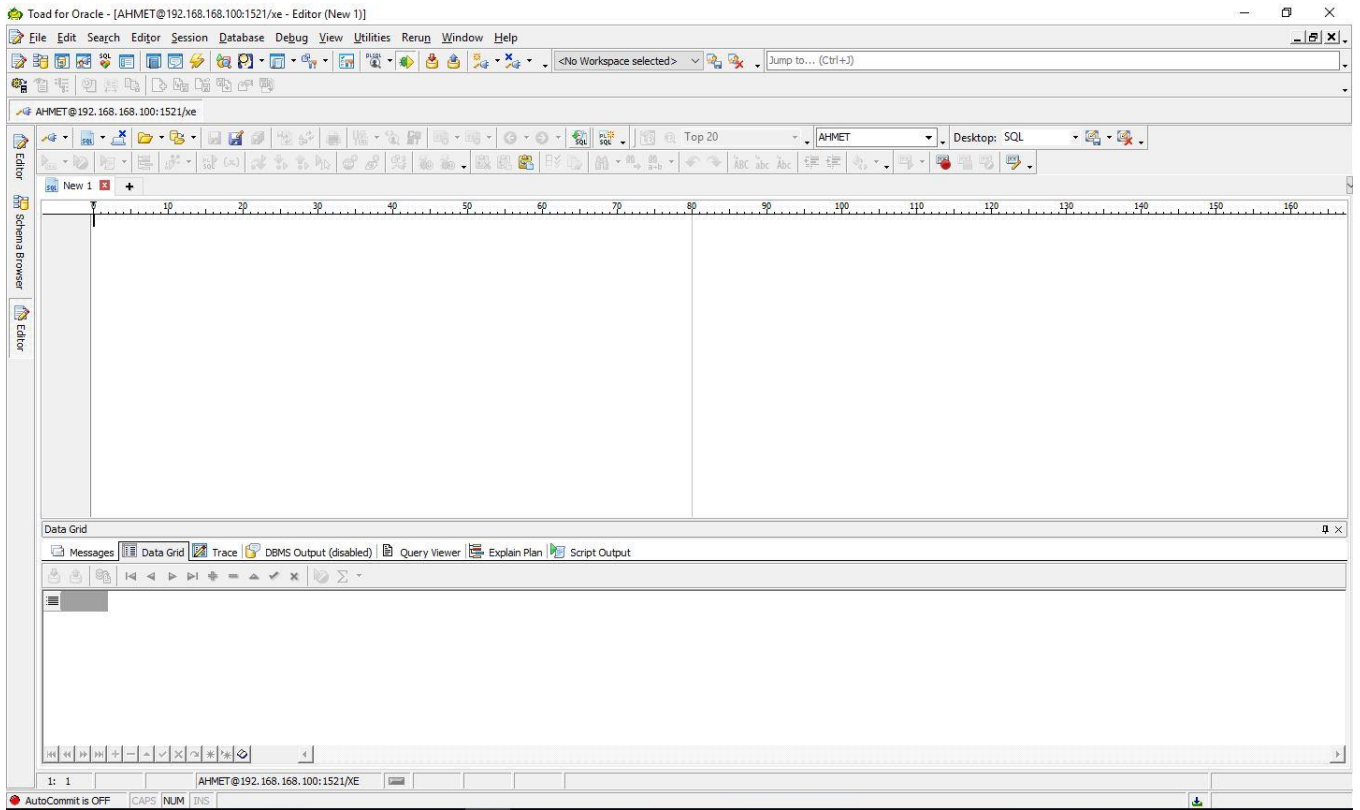 Toad for Oracle - [AHMET@192.168.168.100:1521/xe - Editor (New 1)]
File Edit Search Editor Session Database Debug View Utilities Rerun Window Help
<No Workspace selected> Jump to... (Ctrl+J)
AHMET@192.168.168.100:1521/xe
Top 20 AHMET Desktop: SQL
Editor
New 1
Schema Browser
Editor
0 10 20 30 40 50 60 70 80 90 100 110 120 130 140 150 160
Data Grid
Messages Data Grid Trace DBMS Output (disabled) Query Viewer Explain Plan Script Output
1: 1 AHMET@192.168.168.100:1521/XE
AutoCommit is OFF CAPS NUM INS